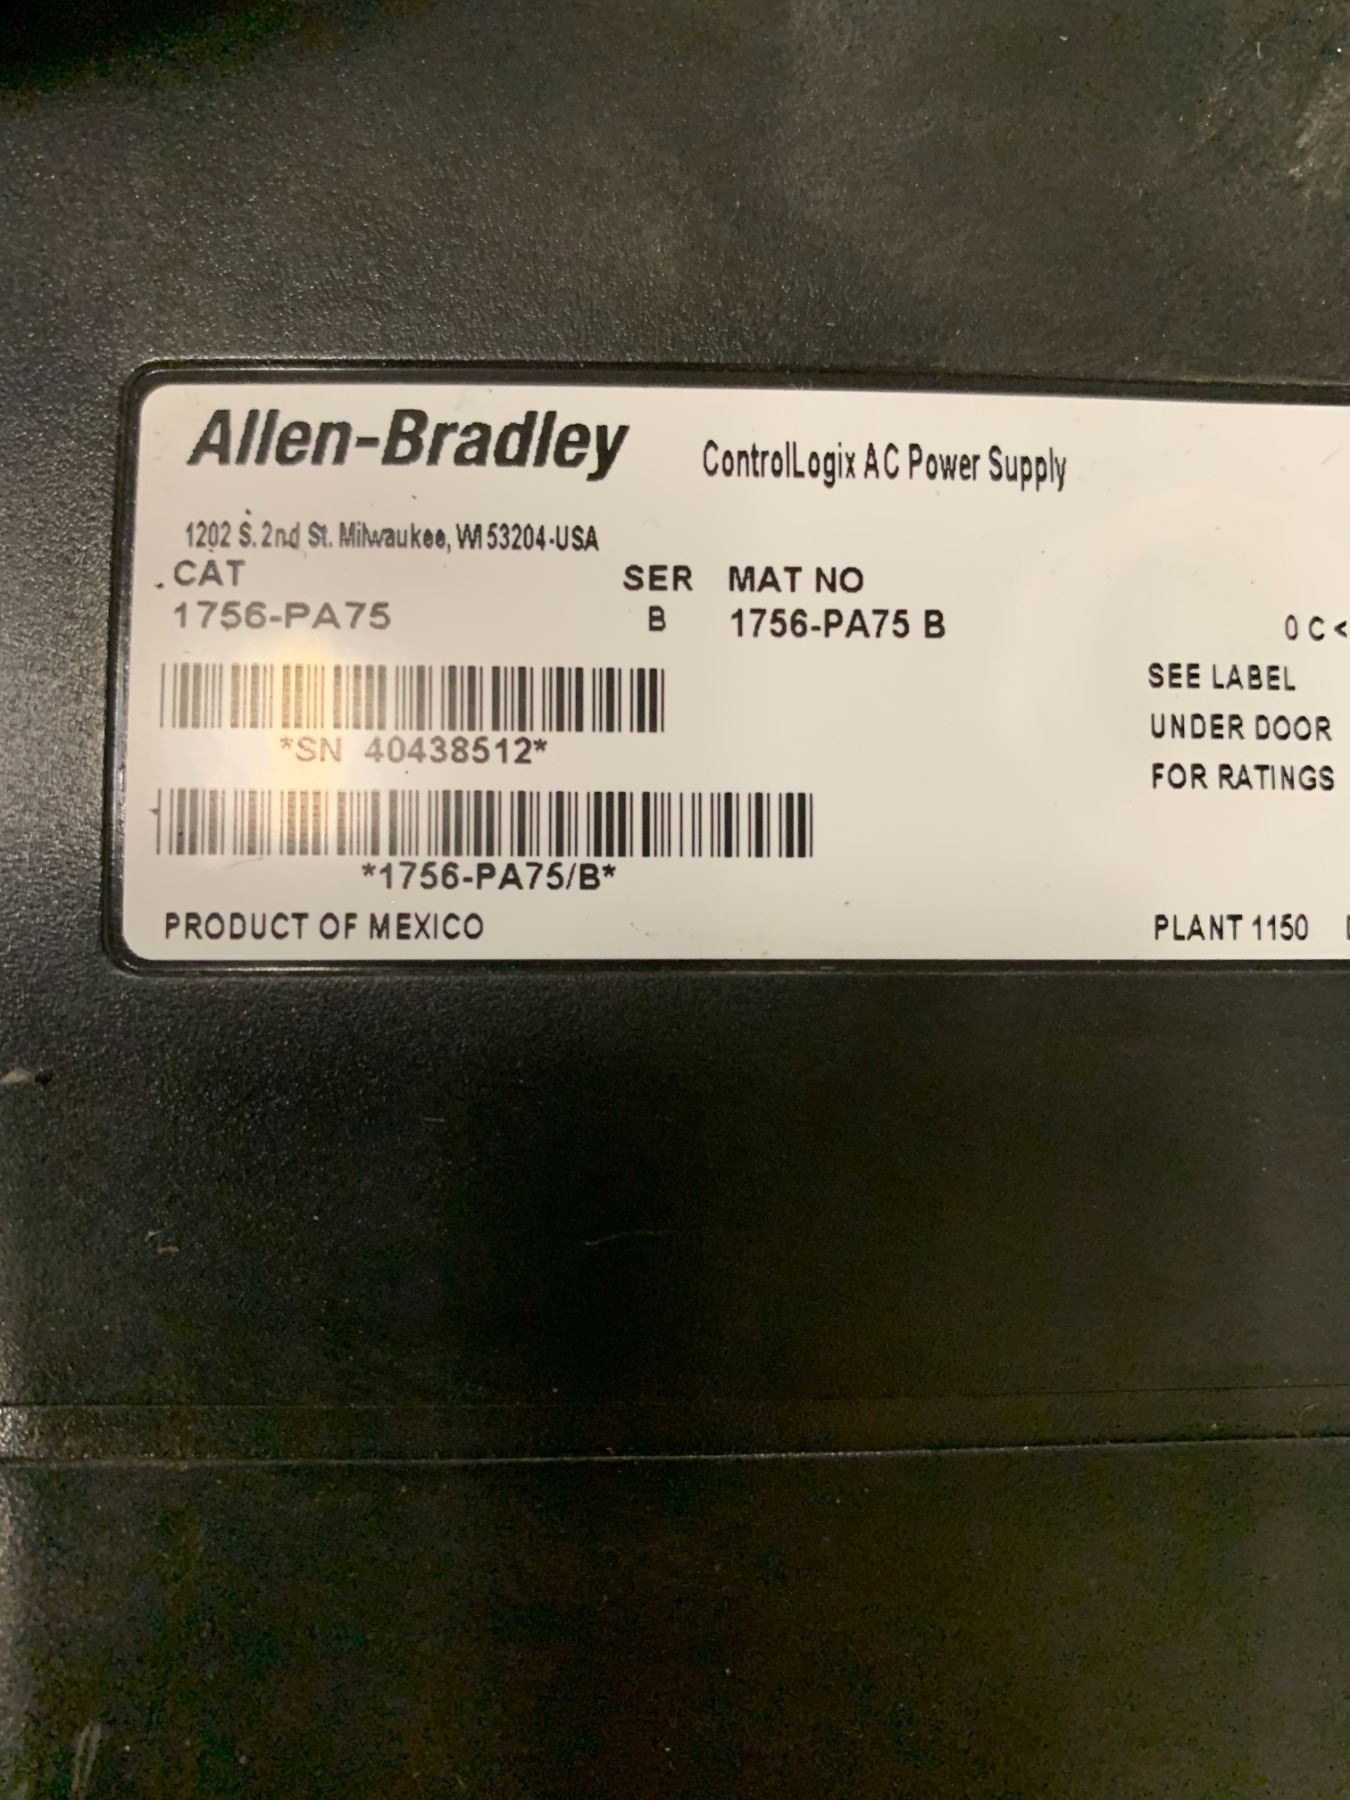 Allen-Bradley ControlLogix AC Power Supply
1202 S. 2nd St. Milwaukee, WI 53204-USA
CAT SER MAT NO
1756-PA75 B 1756-PA75 B 0 C <
SEE LABEL
UNDER DOOR
FOR RATINGS
*SN 40438512*
*1756-PA75/B*
PRODUCT OF MEXICO PLANT 1150